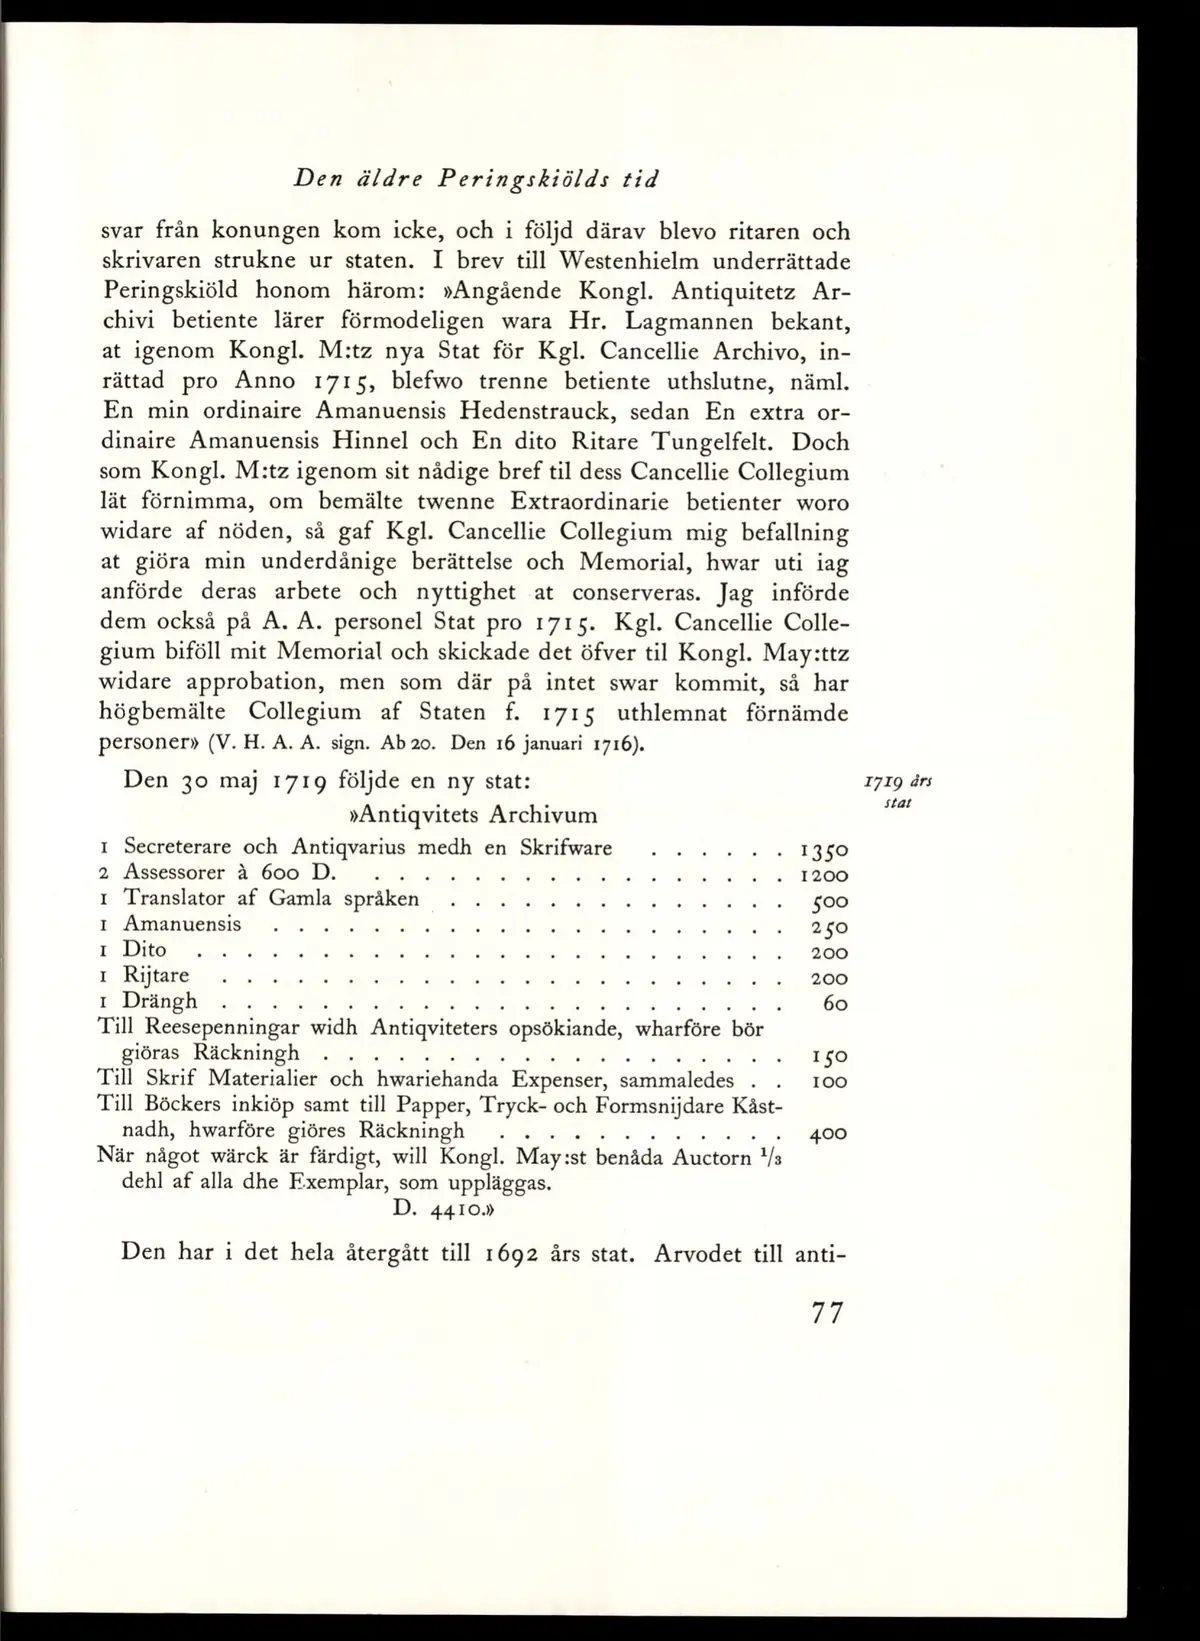 Den äldre Peringskiölds tid
svar från konungen kom icke, och i följd därav blevo ritaren och
skrivaren strukne ur staten. I brev till Westenhielm underrättade
Peringskiöld honom härom: »Angående Kongl. Antiquitetz Ar-
chivi betiente lärer förmodeligen wara Hr. Lagmannen bekant,
at igenom Kongl. M:tz nya Stat för Kgl. Cancellie Archivo, in-
rättad pro Anno 1715, blefwo trenne betiente uthslutne, näml.
En min ordinaire Amanuensis Hedenstrauck, sedan En extra or-
dinaire Amanuensis Hinnel och En dito Ritare Tungelfelt. Doch
som Kongl. M:tz igenom sit nådige bref til dess Cancellie Collegium
lät förnimma, om bemälte twenne Extraordinarie betienter woro
widare af nöden, så gaf Kgl. Cancellie Collegium mig befallning
at giöra min underdånige berättelse och Memorial, hwar uti iag
anförde deras arbete och nyttighet at conserveras. Jag införde
dem också på A. A. personel Stat pro 1715. Kgl. Cancellie Colle-
gium biföll mit Memorial och skickade det öfver til Kongl. May:ttz
widare approbation, men som där på intet swar kommit, så har
högbemälte Collegium af Staten f. 1715 uthlemnat förnämde
personer» (V. H. A. A. sign. Ab 20. Den 16 januari 1716).
Den 30 maj 1719 följde en ny stat:
1719 års
stat
»Antiqvitets Archivum
1 Secreterare och Antiqvarius medh en Skrifware . . . . . . 1350
2 Assessorer à 600 D. . . . . . . . . . . . . . . . . . . 1200
1 Translator af Gamla språken . . . . . . . . . . . . . . 500
1 Amanuensis . . . . . . . . . . . . . . . . . . . . . 250
1 Dito . . . . . . . . . . . . . . . . . . . . . . . . 200
1 Rijtare . . . . . . . . . . . . . . . . . . . . . . . 200
1 Drängh . . . . . . . . . . . . . . . . . . . . . . . 60
Till Reesepenningar widh Antiqviteters opsökiande, wharföre bör
giöras Räckningh . . . . . . . . . . . . . . . . . . . 150
Till Skrif Materialier och hwariehanda Expenser, sammaledes . . 100
Till Böckers inkiöp samt till Papper, Tryck- och Formsnijdare Kåst-
nadh, hwarföre giöres Räckningh . . . . . . . . . . . . 400
När något wärck är färdigt, will Kongl. May:st benåda Auctorn 1/3
dehl af alla dhe Exemplar, som uppläggas.
D. 4410.»
Den har i det hela återgått till 1692 års stat. Arvodet till anti-
77